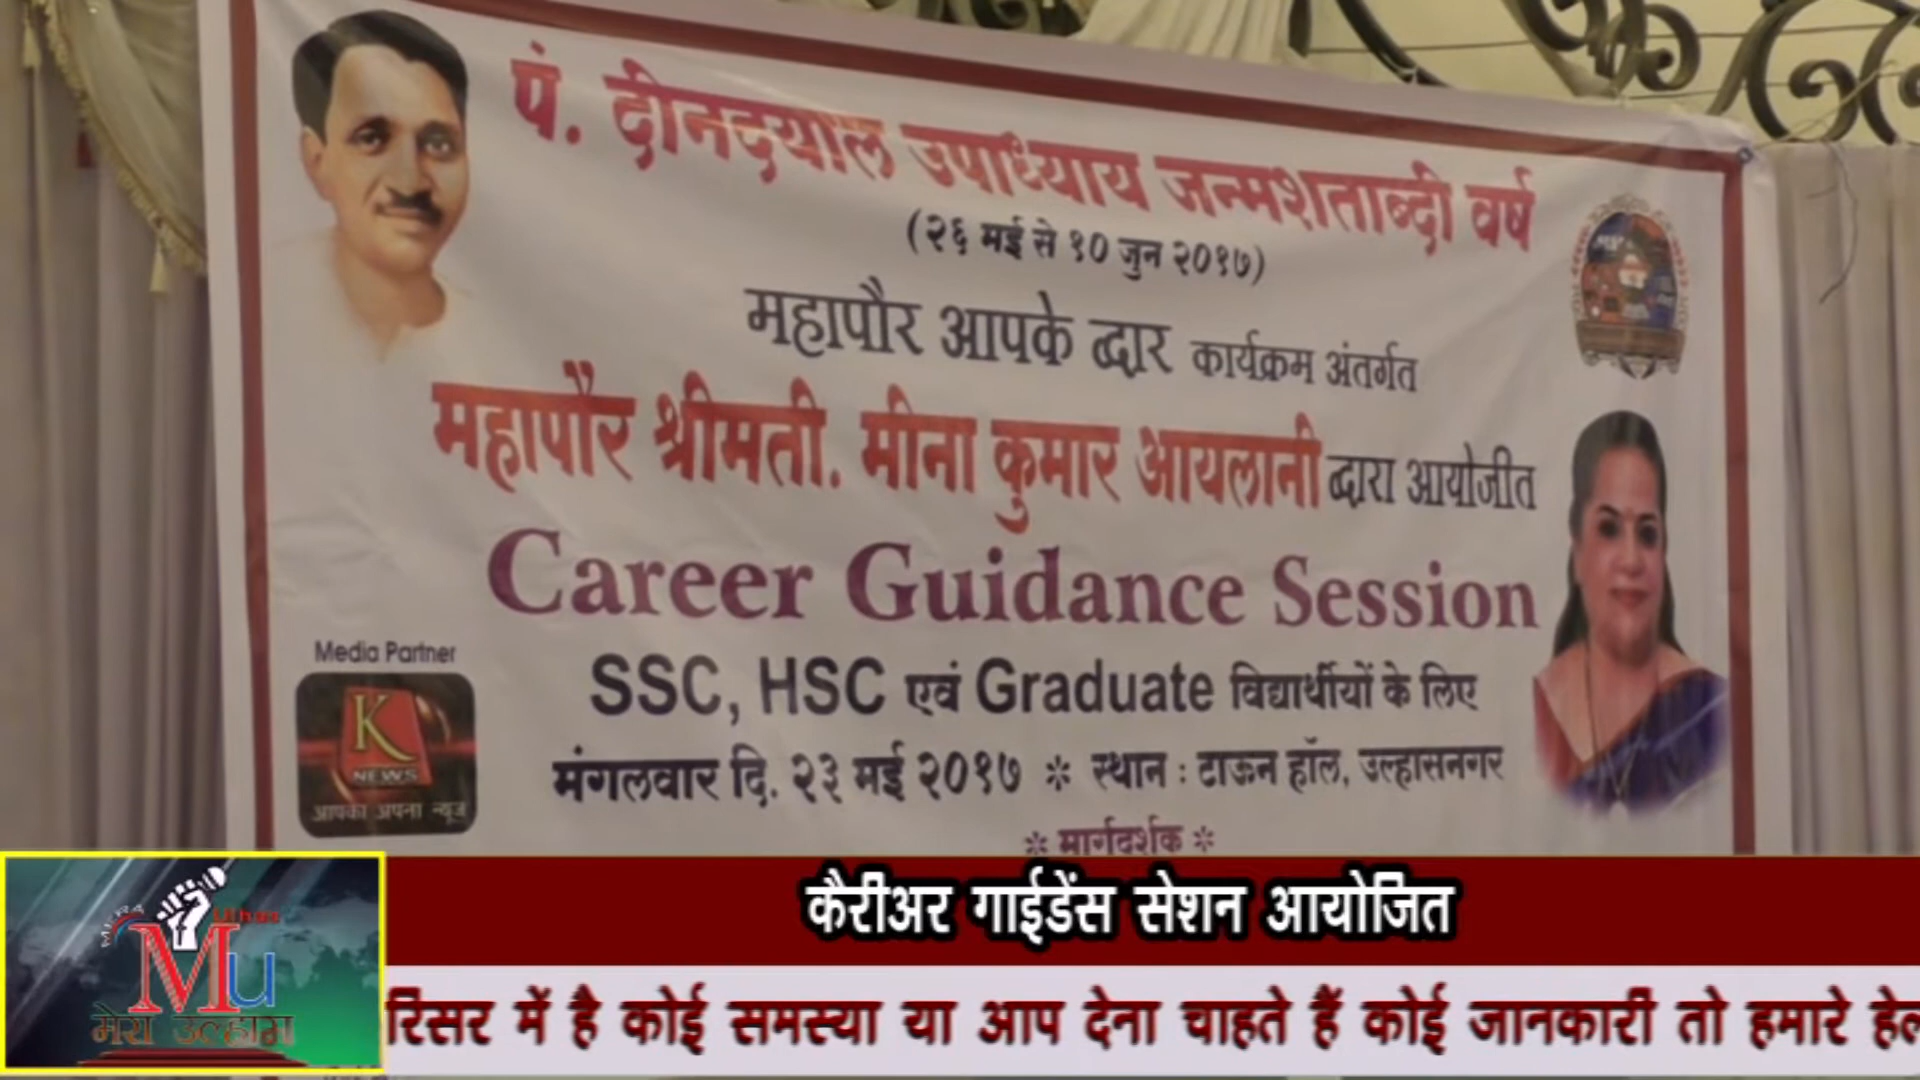 पं. दीनदयाल उपाध्याय जन्मशताब्दी वर्ष
(२६ मई से १० जुन २०१७)
महापौर आपके द्वार कार्यक्रम अंतर्गत
महापौर श्रीमती. मीना कुमार आयलानी द्वारा आयोजीत
Career Guidance Session
Media Partner
K
NEWS
आपका अपना न्यूज
SSC, HSC एवं Graduate विद्यार्थीयों के लिए
मंगलवार दि. २३ मई २०१७ * स्थान : टाऊन हॉल, उल्हासनगर
* मार्गदर्शक *
कैरीअर गाईडेंस सेशन आयोजित
MERA Ulhas
Mu
मेरा उल्हास
रिसर में है कोई समस्या या आप देना चाहते हैं कोई जानकारी तो हमारे हेल